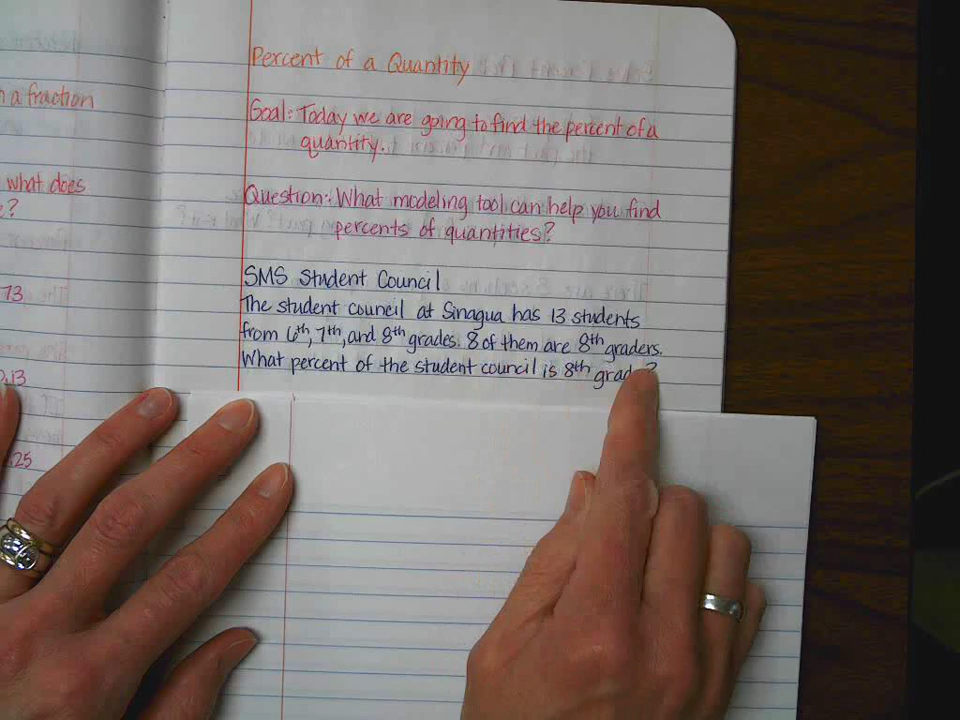 n a fraction
what does
e?
73
.13
.25
Percent of a Quantity
Goal: Today we are going to find the percent of a
quantity.
Question: What modeling tool can help you find
percents of quantities?
SMS Student Council
The student council at Sinagua has 13 students
from 6th, 7th, and 8th grades. 8 of them are 8th graders.
What percent of the student council is 8th grad ?